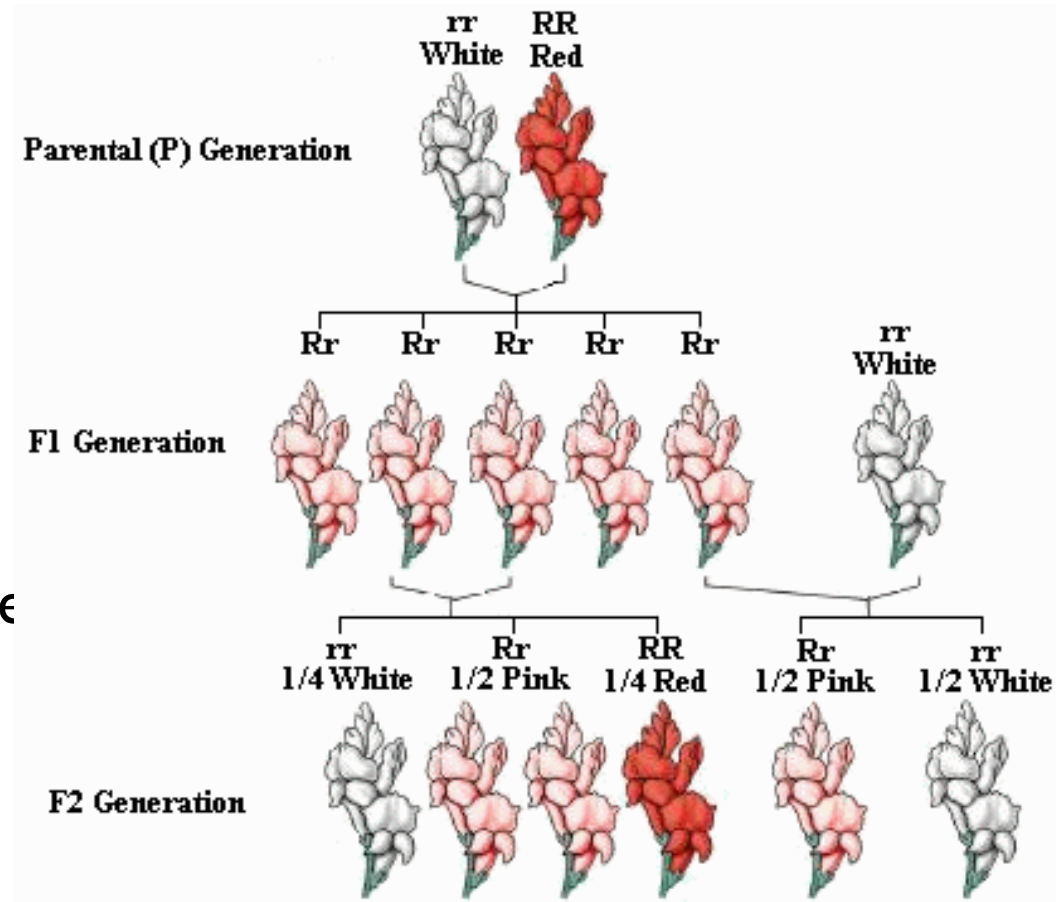 rr RR
White Red
Parental (P) Generation
Rr Rr Rr Rr Rr
rr
White
F1 Generation
e
rr Rr RR Rr rr
1/4 White 1/2 Pink 1/4 Red 1/2 Pink 1/2 White
F2 Generation